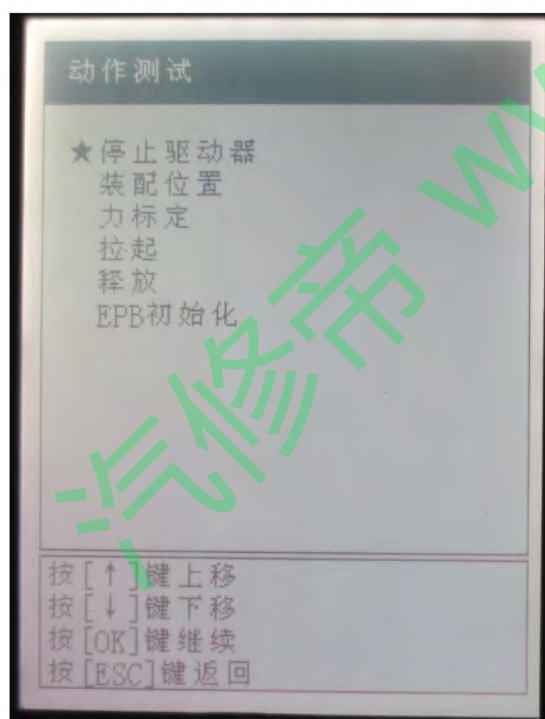 动作测试
★停止驱动器
装配位置
力标定
拉起
释放
EPB初始化
按[↑]键上移
按[↓]键下移
按[OK]键继续
按[ESC]键返回
汽修帝 w